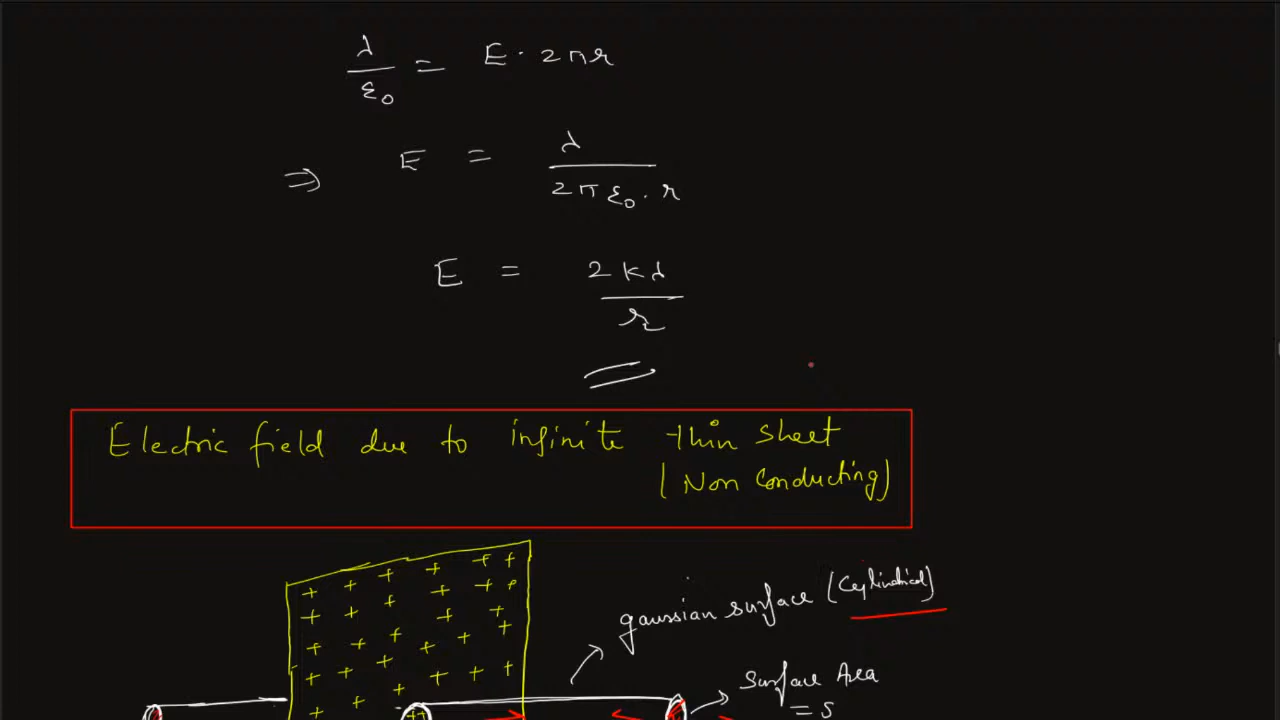 λ/ε₀ = E · 2πr
⇒ E = λ/2πε₀ · r
E = 2kλ/r
Electric field due to infinite thin sheet
(Non conducting)
gaussian surface (cylindrical)
Surface Area
= S